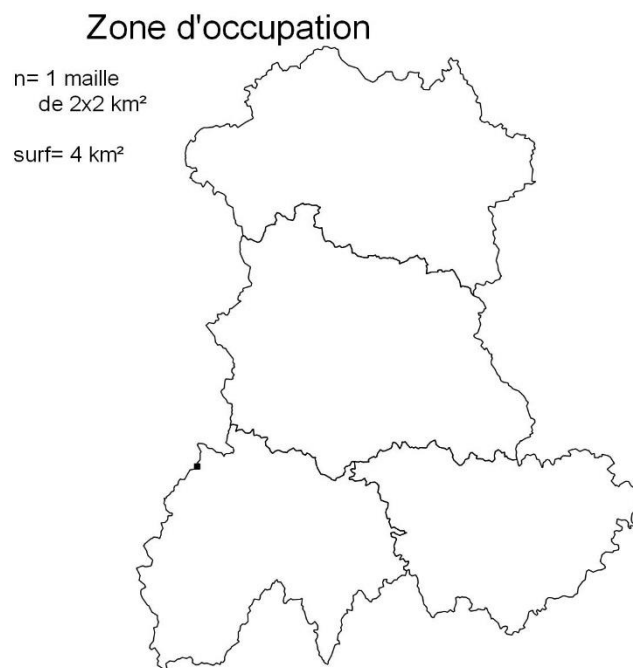 Zone d'occupation
n= 1 maille
de 2x2 km²
surf= 4 km²